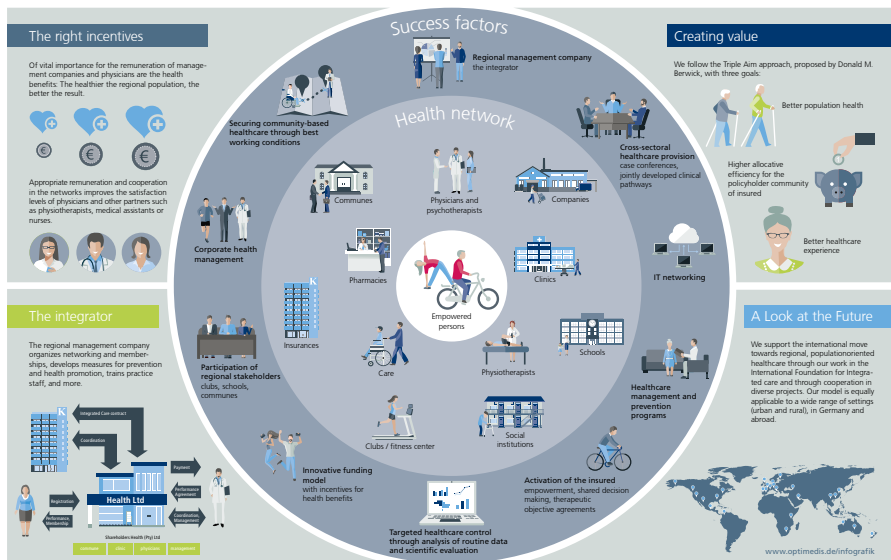 The right incentives
Of vital importance for the remuneration of manage-
ment companies and physicians are the health
benefits: The healthier the regional population, the
better the result.
Appropriate remuneration and cooperation
in the networks improves the satisfaction
levels of physicians and other partners such
as physiotherapists, medical assistants or
nurses.
The integrator
The regional management company
organizes networking and member-
ships, develops measures for prevention
and health promotion, trains practice
staff, and more.
K
Integrated Care contract
Coordination
Health Ltd
Payment
Performance
Agreement
Coordination,
Management
Registration
Performance,
Membership
Shareholders Health (Pty) Ltd
communes
clinics
physicians
management
Success factors
Regional management company
the integrator
Securing community-based
healthcare through best
working conditions
Cross-sectoral
healthcare provision
case conferences,
jointly developed clinical
pathways
Corporate health
management
IT networking
Participation of
regional stakeholders
clubs, schools,
communes
Healthcare
management and
prevention
programs
Innovative funding
model
with incentives for
health benefits
Activation of the insured
empowerment, shared decision
making, therapeutic
objective agreements
Targeted healthcare control
through analysis of routine data
and scientific evaluation
Health network
Communes
Physicians and
psychotherapists
Companies
Pharmacies
Clinics
K
Insurances
Empowered
persons
Schools
Care
Physiotherapists
Clubs / fitness center
Social
institutions
Creating value
We follow the Triple Aim approach, proposed by Donald M.
Berwick, with three goals:
Better population health
Higher allocative
efficiency for the
policyholder community
of insured
Better healthcare
experience
A Look at the Future
We support the international move
towards regional, populationoriented
healthcare through our work in the
International Foundation for Integra-
ted care and through cooperation in
diverse projects. Our model is equally
applicable to a wide range of settings
(urban and rural), in Germany and
abroad.
www.optimedis.de/infografik